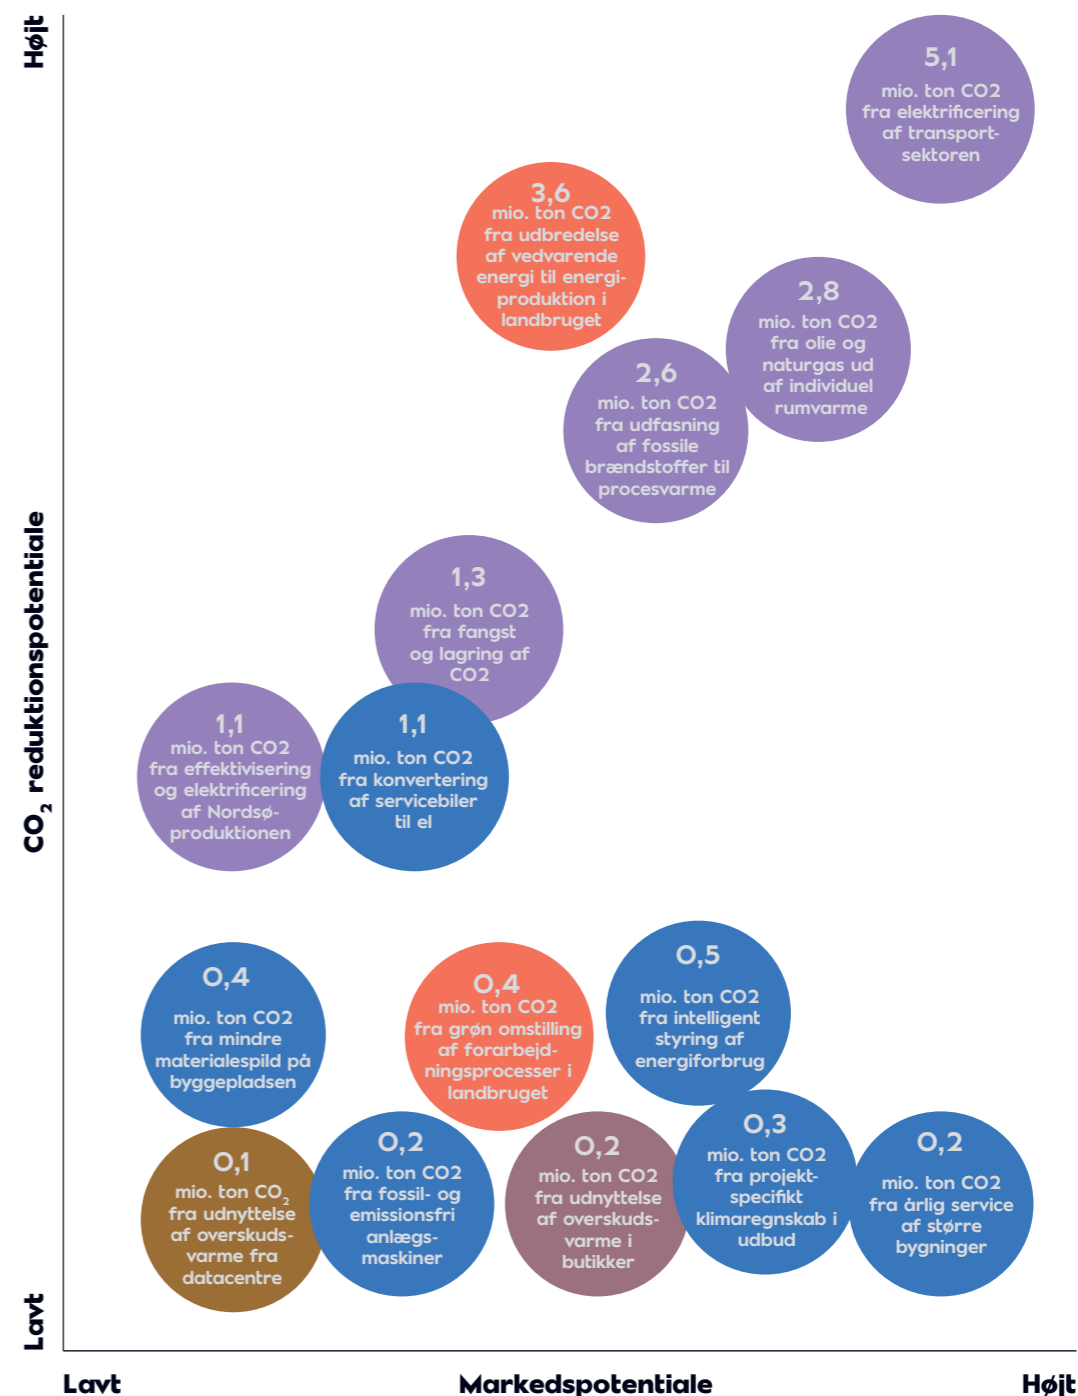 Højt
5,1
mio. ton CO2
fra elektrificering
af transport-
sektoren
3,6
mio. ton CO2
fra udbredelse
af vedvarende
energi til energi-
produktion i
landbruget
2,8
mio. ton CO2
fra olie og
naturgas ud
af individuel
rumvarme
2,6
mio. ton CO2
fra udfasning
af fossile
brændstoffer til
procesvarme
CO₂ reduktionspotentiale
1,3
mio. ton CO2
fra fangst
og lagring af
CO2
1,1
mio. ton CO2
fra effektivisering
og elektrificering
af Nordsø-
produktionen
1,1
mio. ton CO2
fra konvertering
af servicebiler
til el
0,4
mio. ton CO2
fra mindre
materialespild på
byggepladsen
0,4
mio. ton CO2
fra grøn omstilling
af forarbejd-
ningsprocesser i
landbruget
0,5
mio. ton CO2
fra intelligent
styring af
energiforbrug
0,1
mio. ton CO₂
fra udnyttelse
af overskuds-
varme fra
datacentre
0,2
mio. ton CO2
fra fossil- og
emissionsfri
anlægs-
maskiner
0,2
mio. ton CO2
fra udnyttelse
af overskuds-
varme i
butikker
0,3
mio. ton CO2
fra projekt-
specifikt
klimaregnskab i
udbud
0,2
mio. ton CO2
fra årlig service
af større
bygninger
Lavt
Lavt
Markedspotentiale
Højt